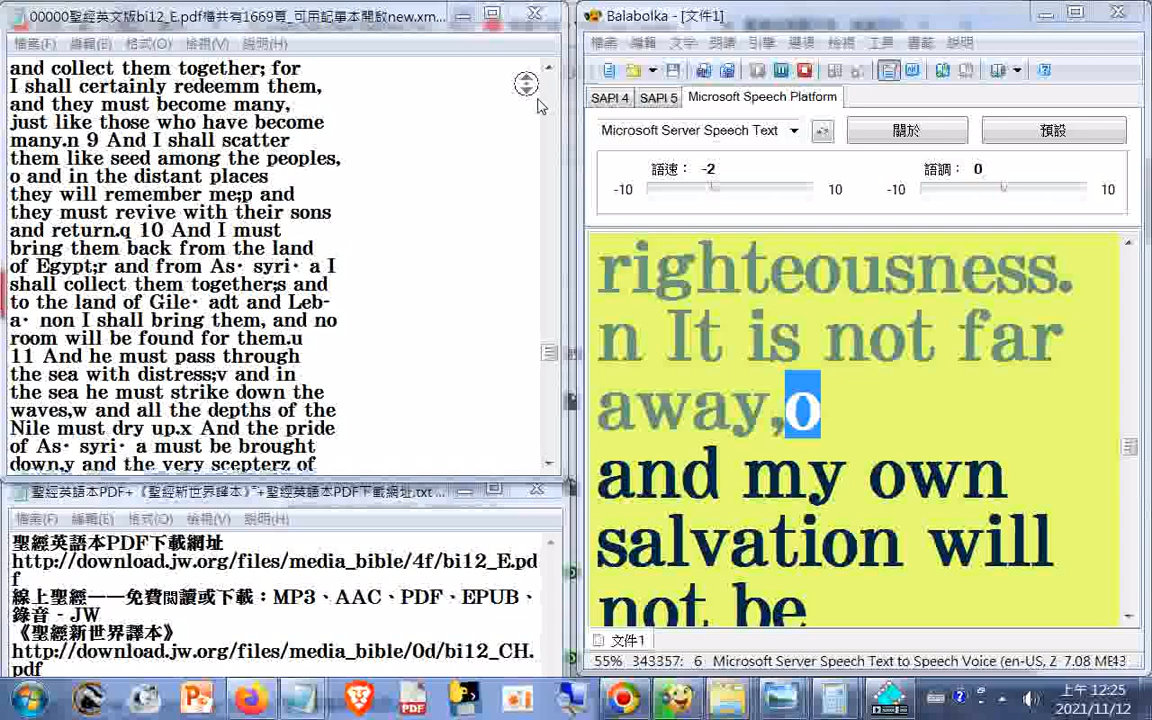 00000聖經英文版bi12_E.pdf檔共有1669頁_可用記事本開啟new.xm...
檔案(F) 編輯(E) 格式(O) 檢視(V) 說明(H)
and collect them together; for
I shall certainly redeemm them,
and they must become many,
just like those who have become
many.n 9 And I shall scatter
them like seed among the peoples,
o and in the distant places
they will remember me;p and
they must revive with their sons
and return.q 10 And I must
bring them back from the land
of Egypt;r and from As· syri· a I
shall collect them together;s and
to the land of Gile· adt and Leb-
a· non I shall bring them, and no
room will be found for them.u
11 And he must pass through
the sea with distress;v and in
the sea he must strike down the
waves,w and all the depths of the
Nile must dry up.x And the pride
of As· syri· a must be brought
down,y and the very scepterz of
聖經英語本PDF+《聖經新世界譯本》"+聖經英語本PDF下載網址.txt ...
檔案(F) 編輯(E) 格式(O) 檢視(V) 說明(H)
聖經英語本PDF下載網址
http://download.jw.org/files/media_bible/4f/bi12_E.pd
f
線上聖經——免費閱讀或下載：MP3、AAC、PDF、EPUB、
錄音 - JW
《聖經新世界譯本》
http://download.jw.org/files/media_bible/0d/bi12_CH.
pdf
Balabolka - [文件1]
檔案 編輯 文字 朗讀 引擎 選項 檢視 工具 書籤 說明
SAPI 4 SAPI 5 Microsoft Speech Platform
Microsoft Server Speech Text 關於 預設
語速： -2 語調： 0
-10 10 -10 10
righteousness.
n It is not far
away,o
and my own
salvation will
not be
文件1
55% 343357: 6 Microsoft Server Speech Text to Speech Voice (en-US, Z 7.08 ME43
PDF
上午 12:25
2021/11/12